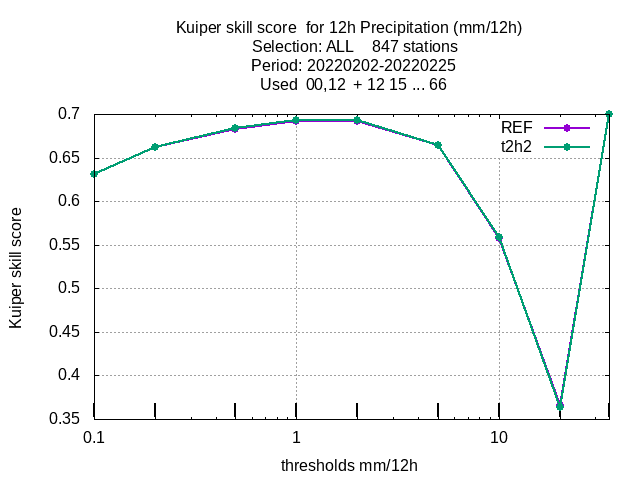 Kuiper skill score  for 12h Precipitation (mm/12h)
Selection: ALL    847 stations
Period: 20220202-20220225
Used  00,12  + 12 15 ... 66
REF
t2h2
0.7
0.65
0.6
0.55
0.5
0.45
0.4
0.35
Kuiper skill score
0.1 1 10
thresholds mm/12h